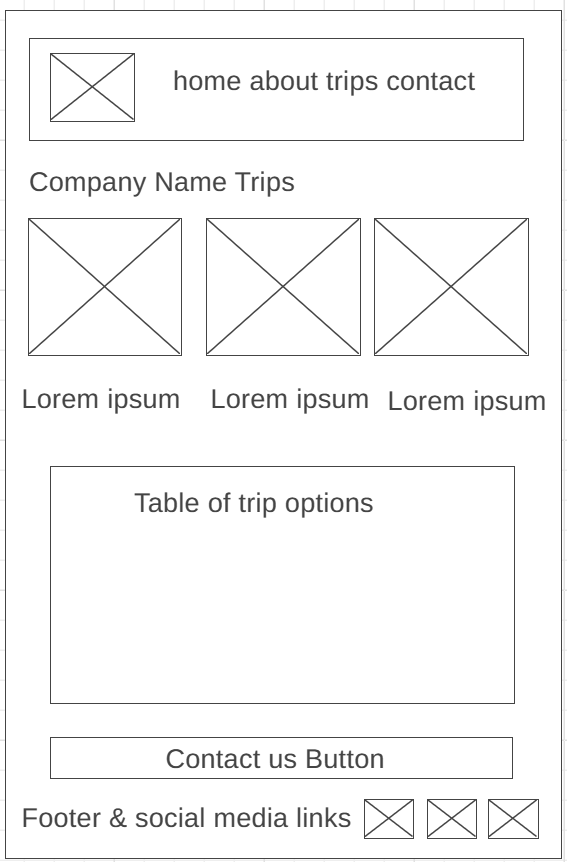 home about trips contact
Company Name Trips
Lorem ipsum
Lorem ipsum
Lorem ipsum
Table of trip options
Contact us Button
Footer & social media links